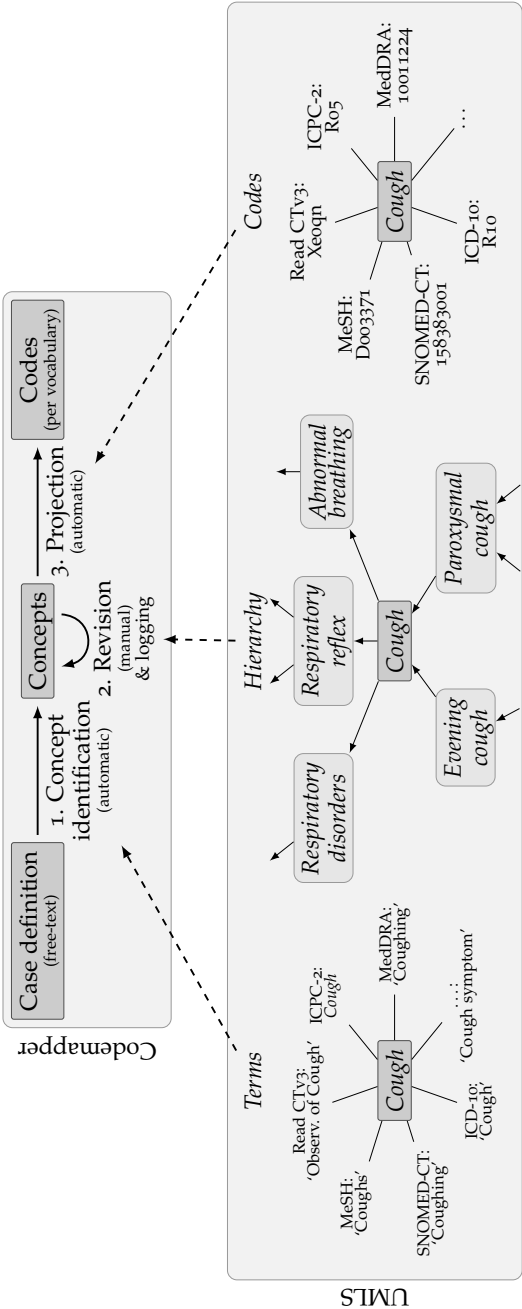 Codemapper
Case definition
(free-text)
1. Concept
identification
(automatic)
Concepts
2. Revision
(manual)
& logging
3. Projection
(automatic)
Codes
(per vocabulary)
UMLS
Terms
MeSH:
‘Coughs’
Read CTv3:
‘Observ. of Cough’
ICPC-2:
Cough
MedDRA:
‘Coughing’
Cough
SNOMED-CT:
‘Coughing’
ICD-10:
‘Cough’
...:
‘Cough symptom’
Hierarchy
Respiratory
disorders
Respiratory
reflex
Abnormal
breathing
Cough
Evening
cough
Paroxysmal
cough
Codes
MeSH:
D003371
Read CTv3:
Xeoqn
ICPC-2:
R05
MedDRA:
10011224
Cough
SNOMED-CT:
158383001
ICD-10:
R10
...